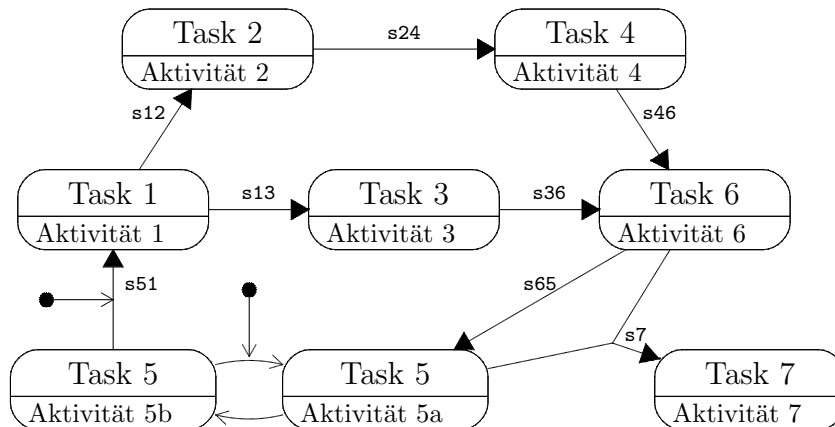 Task 2
Aktivität 2
s24
Task 4
Aktivität 4
s12
s46
Task 1
Aktivität 1
s13
Task 3
Aktivität 3
s36
Task 6
Aktivität 6
s51
s65
s7
Task 5
Aktivität 5b
Task 5
Aktivität 5a
Task 7
Aktivität 7